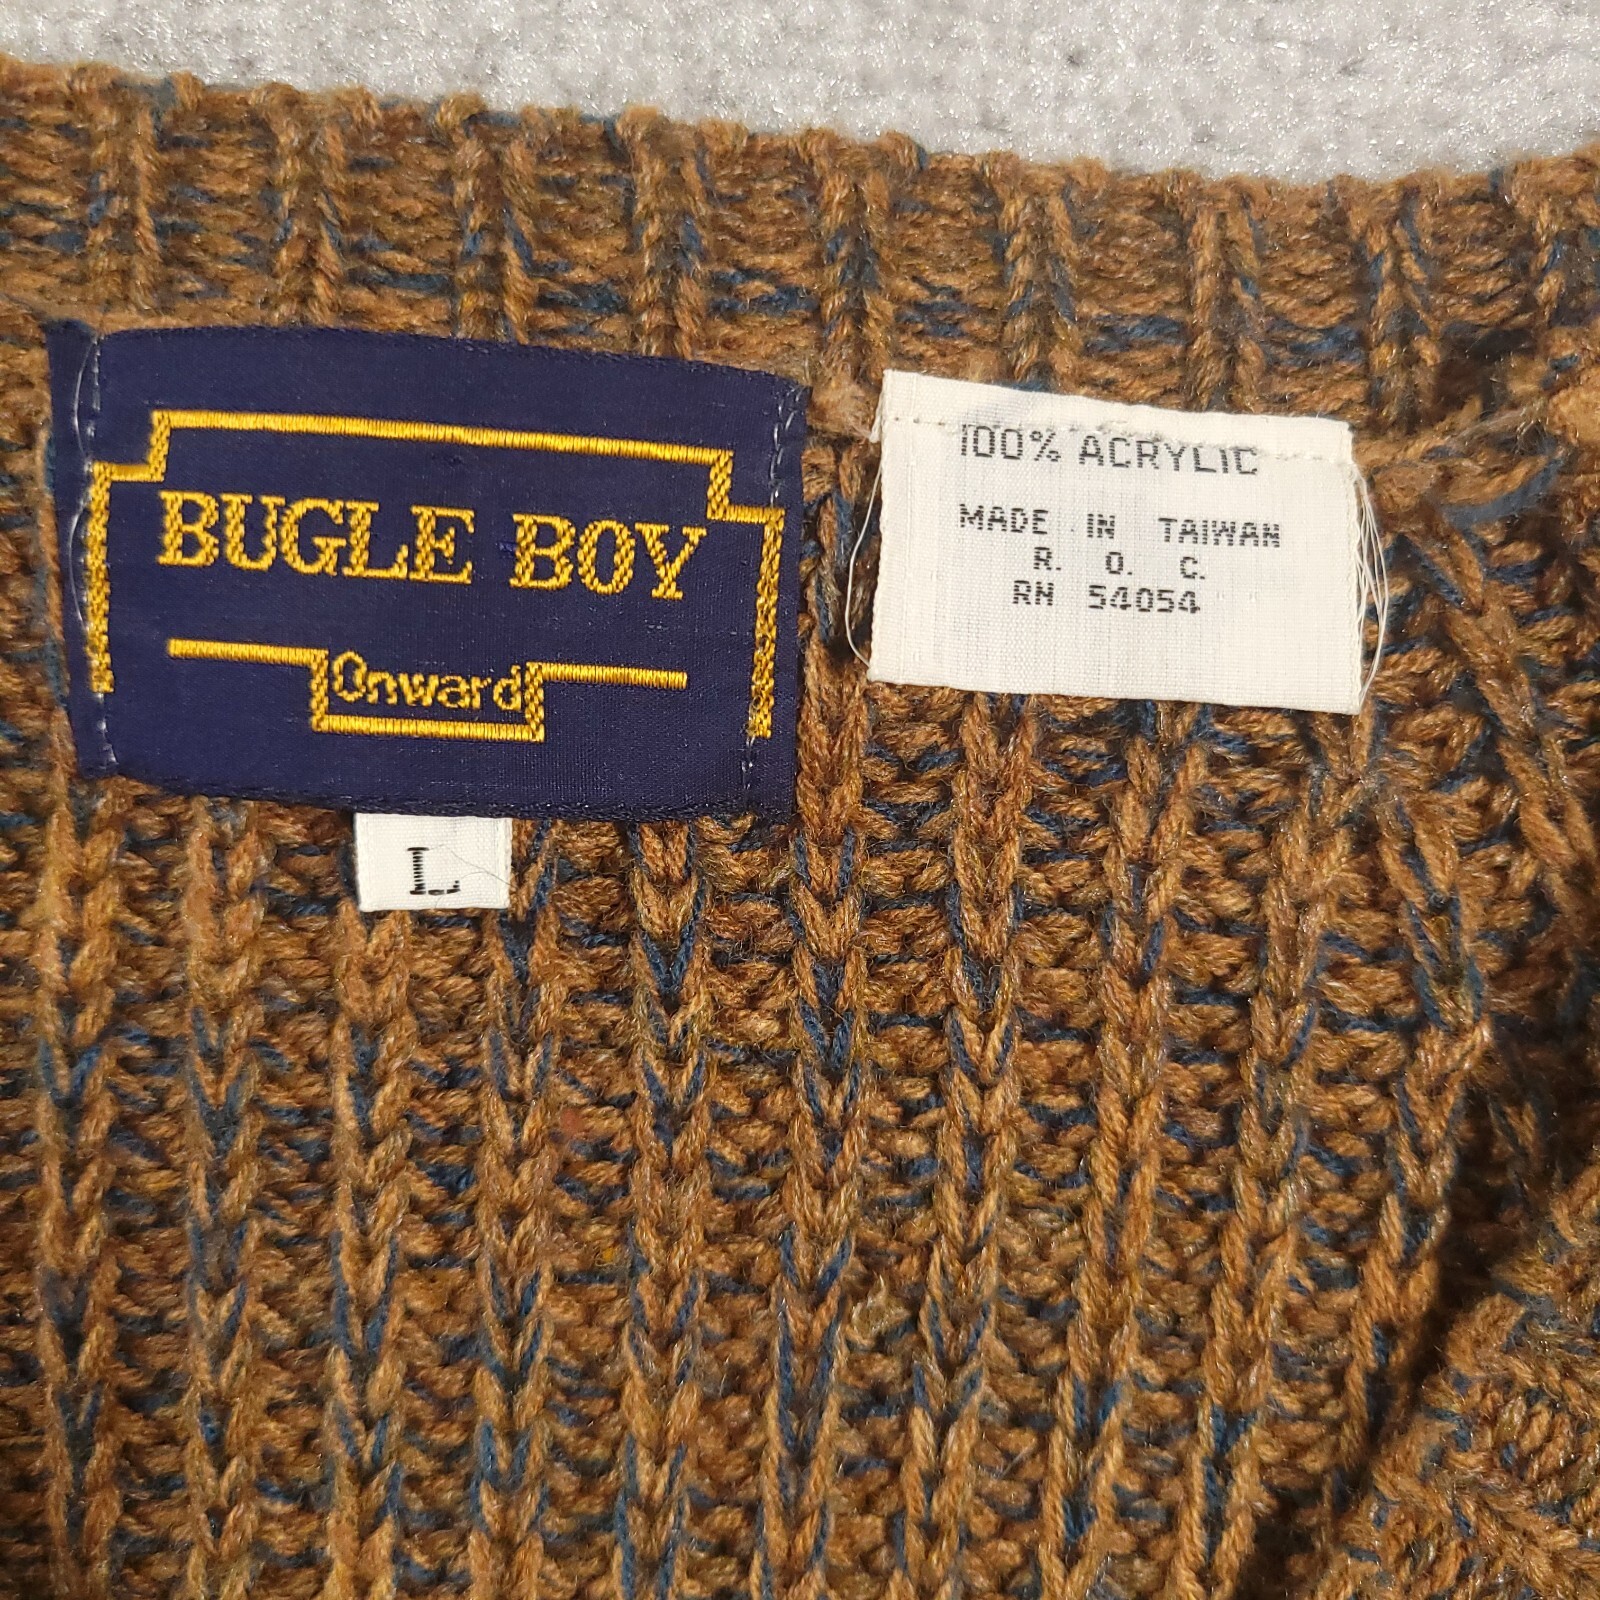 BUGLE BOY
Onward
L
100% ACRYLIC
MADE IN TAIWAN
R. O. C.
RN 54054